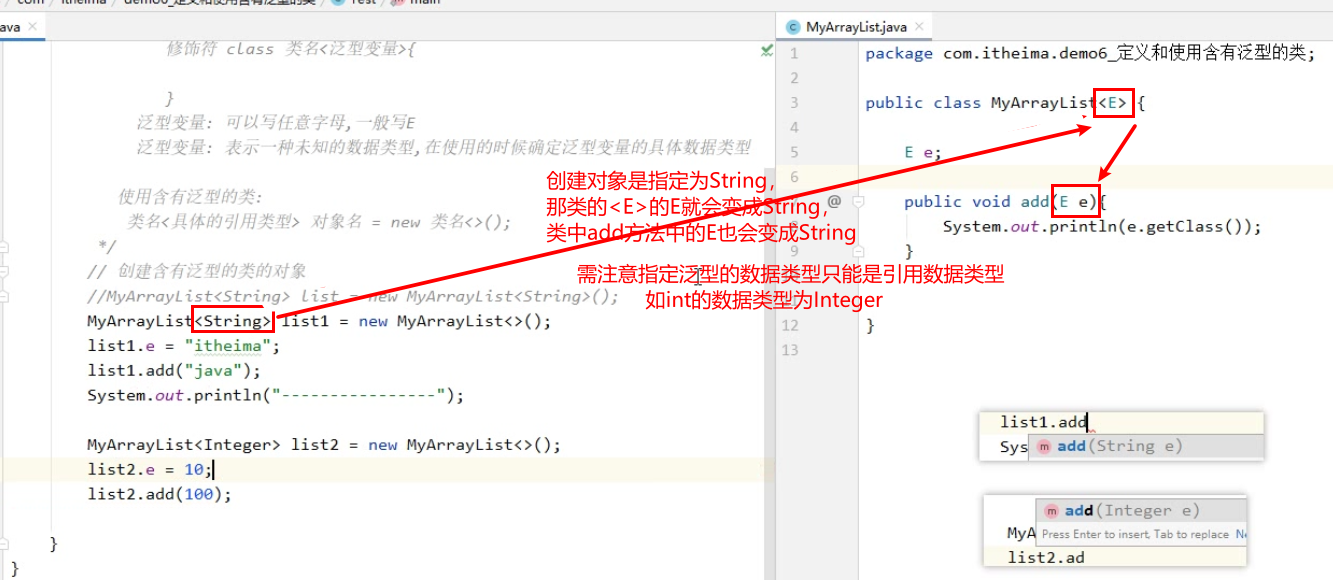 com itheima demo6_定义和使用含有泛型的类 Test main
ava
修饰符 class 类名<泛型变量>{
}
泛型变量: 可以写任意字母,一般写E
泛型变量: 表示一种未知的数据类型,在使用的时候确定泛型变量的具体数据类型
使用含有泛型的类:
类名<具体的引用类型> 对象名 = new 类名<>();
*/
// 创建含有泛型的类的对象
//MyArrayList<String> list = new MyArrayList<String>();
MyArrayList<String> list1 = new MyArrayList<>();
list1.e = "itheima";
list1.add("java");
System.out.println("----------------");
MyArrayList<Integer> list2 = new MyArrayList<>();
list2.e = 10;
list2.add(100);
}
}
MyArrayList.java
1 package com.itheima.demo6_定义和使用含有泛型的类;
2
3 public class MyArrayList<E> {
4
5 E e;
6
@ public void add(E e){
System.out.println(e.getClass());
9 }
12 }
13
创建对象是指定为String,
那类的<E>的E就会变成String,
类中add方法中的E也会变成String
需注意指定泛型的数据类型只能是引用数据类型
如int的数据类型为Integer
list1.add
Sys m add(String e)
m add(Integer e)
MyA Press Enter to insert, Tab to replace Ne
list2.ad